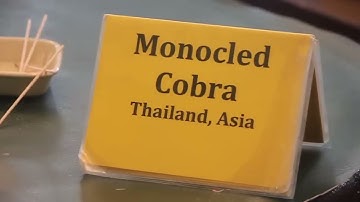 Monocled
Cobra
Thailand, Asia